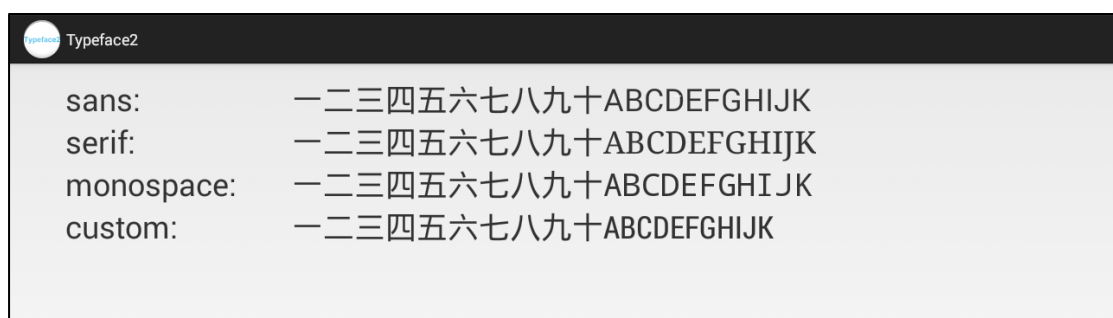 Typeface2 Typeface2
sans: 一二三四五六七八九十ABCDEFGHIJK
serif: 一二三四五六七八九十ABCDEFGHIJK
monospace: 一二三四五六七八九十ABCDEFGHIJK
custom: 一二三四五六七八九十ABCDEFGHIJK